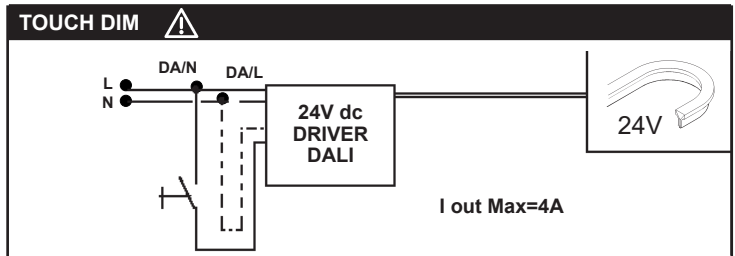 TOUCH DIM
DA/N
DA/L
L
N
24V dc
DRIVER
DALI
24V
I out Max=4A